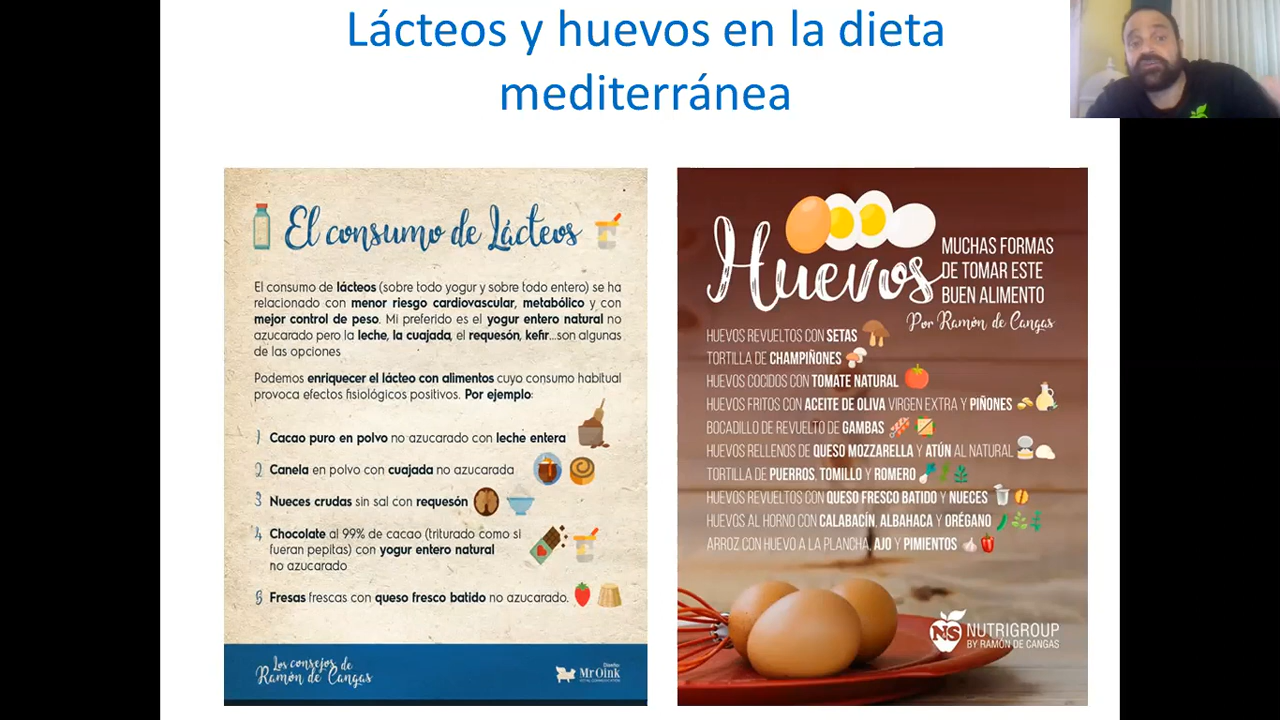 Lácteos y huevos en la dieta
mediterránea
El consumo de Lácteos
El consumo de lácteos (sobre todo yogur y sobre todo entero) se ha
relacionado con menor riesgo cardiovascular, metabólico y con
mejor control de peso. Mi preferido es el yogur entero natural no
azucarado pero la leche, la cuajada, el requesón, kefir...son algunas
de las opciones
Podemos enriquecer el lácteo con alimentos cuyo consumo habitual
provoca efectos fisiológicos positivos. Por ejemplo:
1 Cacao puro en polvo no azucarado con leche entera
2 Canela en polvo con cuajada no azucarada
3 Nueces crudas sin sal con requesón
4 Chocolate al 99% de cacao (triturado como si
fueran pepitas) con yogur entero natural
no azucarado
5 Fresas frescas con queso fresco batido no azucarado.
Los consejos de
Ramón de Cangas
Diseño:
Mr Oink
Huevos
MUCHAS FORMAS
DE TOMAR ESTE
BUEN ALIMENTO
Por Ramón de Cangas
HUEVOS REVUELTOS CON SETAS
TORTILLA DE CHAMPIÑONES
HUEVOS COCIDOS CON TOMATE NATURAL
HUEVOS FRITOS CON ACEITE DE OLIVA VIRGEN EXTRA Y PIÑONES
BOCADILLO DE REVUELTO DE GAMBAS
HUEVOS RELLENOS DE QUESO MOZZARELLA Y ATÚN AL NATURAL
TORTILLA DE PUERROS, TOMILLO Y ROMERO
HUEVOS REVUELTOS CON QUESO FRESCO BATIDO Y NUECES
HUEVOS AL HORNO CON CALABACÍN, ALBAHACA Y ORÉGANO
ARROZ CON HUEVO A LA PLANCHA, AJO Y PIMIENTOS
NS NUTRIGROUP
BY RAMÓN DE CANGAS